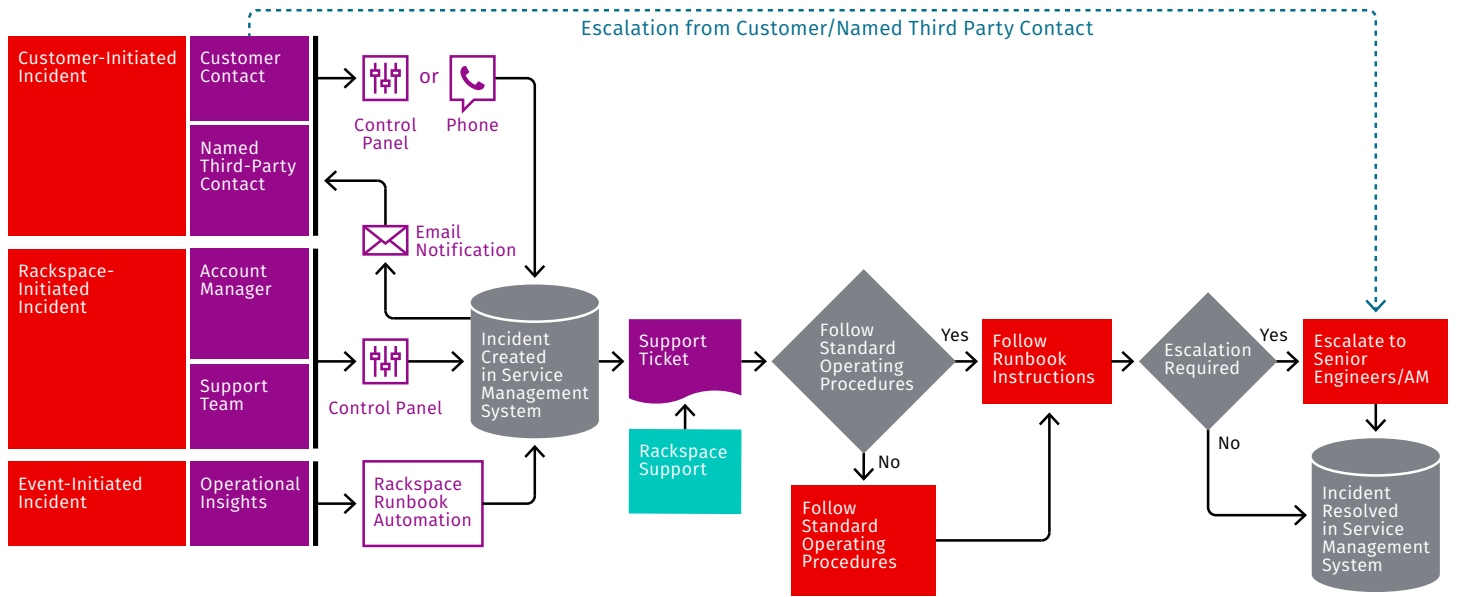 Escalation from Customer/Named Third Party Contact
Customer-Initiated
Incident
Customer
Contact
or
Control
Panel
Phone
Named
Third-Party
Contact
Email
Notification
Rackspace-
Initiated
Incident
Account
Manager
Support
Team
Control Panel
Incident
Created
in Service
Management
System
Support
Ticket
Rackspace
Support
Follow
Standard
Operating
Procedures
Yes
No
Follow
Runbook
Instructions
Follow
Standard
Operating
Procedures
Escalation
Required
Yes
No
Escalate to
Senior
Engineers/AM
Incident
Resolved
in Service
Management
System
Event-Initiated
Incident
Operational
Insights
Rackspace
Runbook
Automation